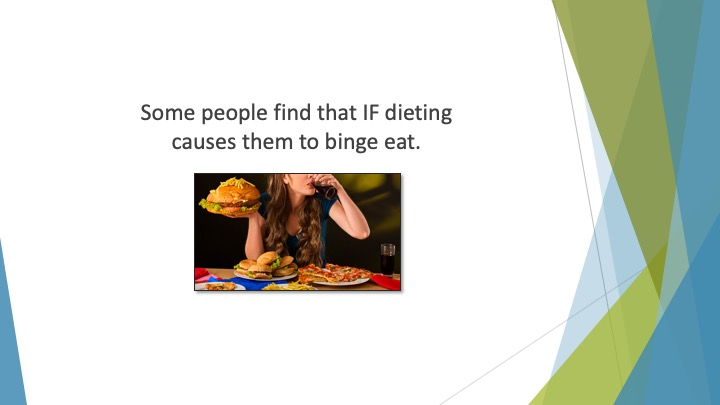 Some people find that IF dieting
causes them to binge eat.